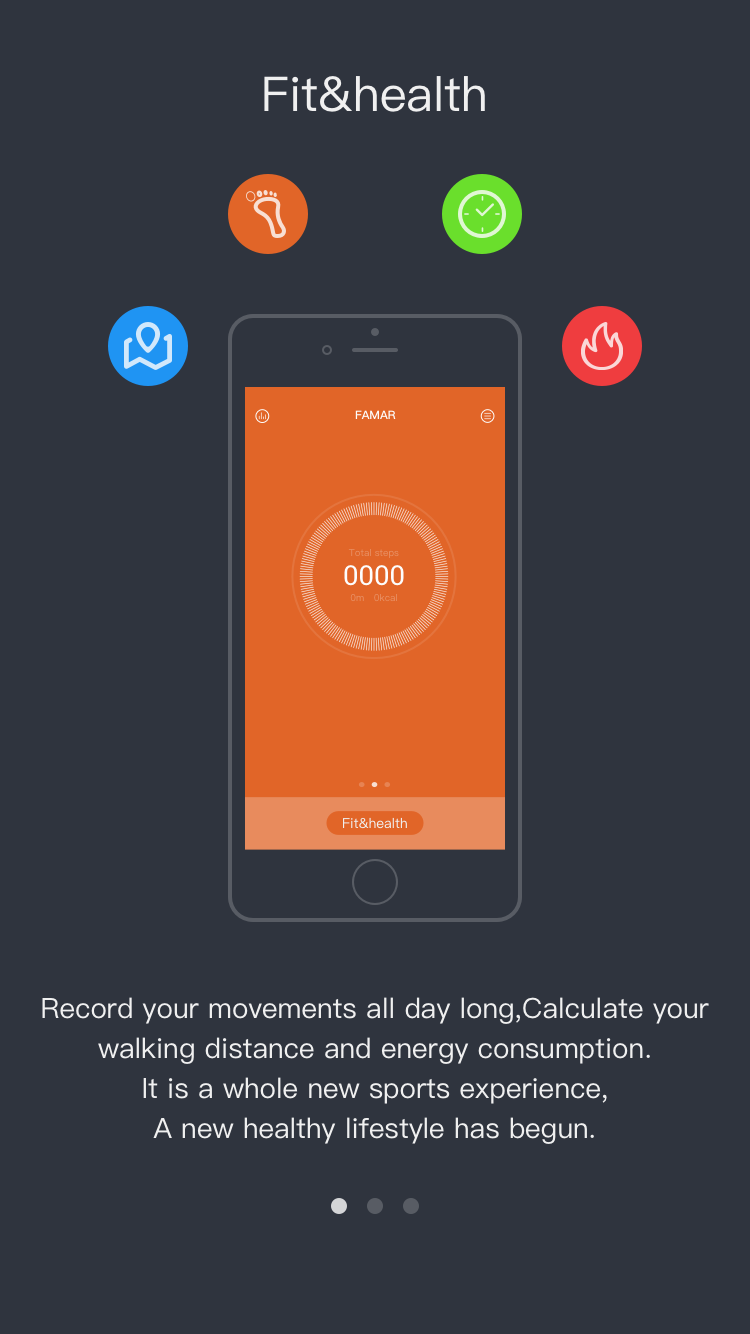 Fit&health
FAMAR
Total steps
0000
0m 0kcal
Fit&health
Record your movements all day long,Calculate your
walking distance and energy consumption.
It is a whole new sports experience,
A new healthy lifestyle has begun.